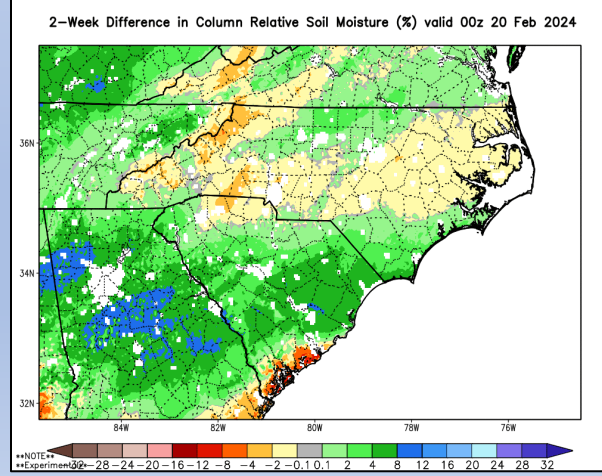 2-Week Difference in Column Relative Soil Moisture (%) valid 00z 20 Feb 2024
36N
34N
32N
84W 82W 80W 78W 76W
**NOTE**
**Experimental** -32 -28 -24 -20 -16 -12 -8 -4 -2 -0.1 0.1 2 4 8 12 16 20 24 28 32